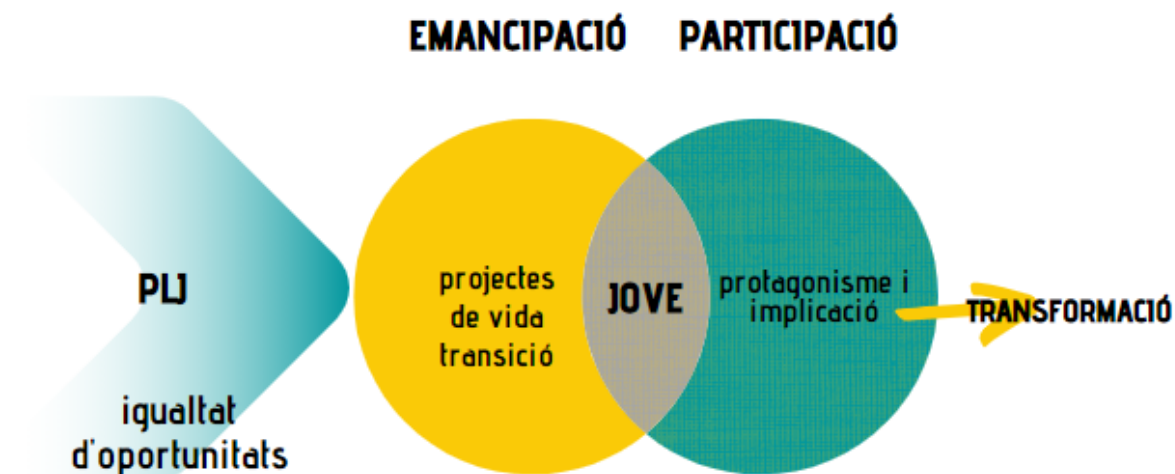 EMANCIPACIÓ
PARTICIPACIÓ
PLJ
igualtat
d'oportunitats
projectes
de vida
transició
JOVE
protagonisme i
implicació
TRANSFORMACIÓ